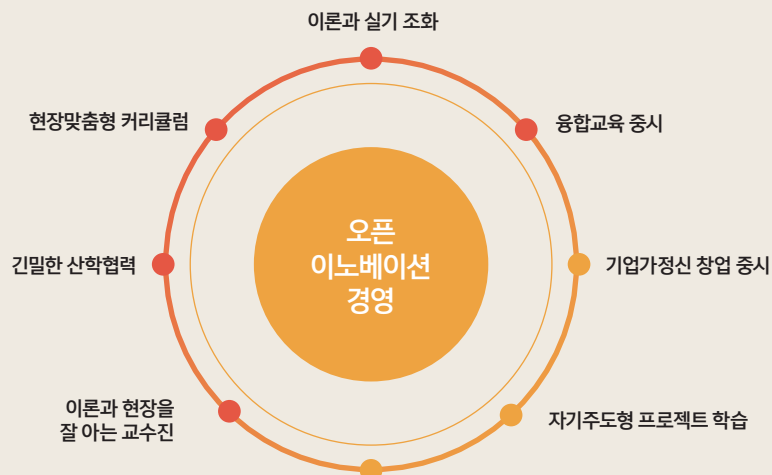 이론과 실기 조화
현장맞춤형 커리큘럼
융합교육 중시
오픈
이노베이션
경영
긴밀한 산학협력
기업가정신 창업 중시
이론과 현장을
잘 아는 교수진
자기주도형 프로젝트 학습